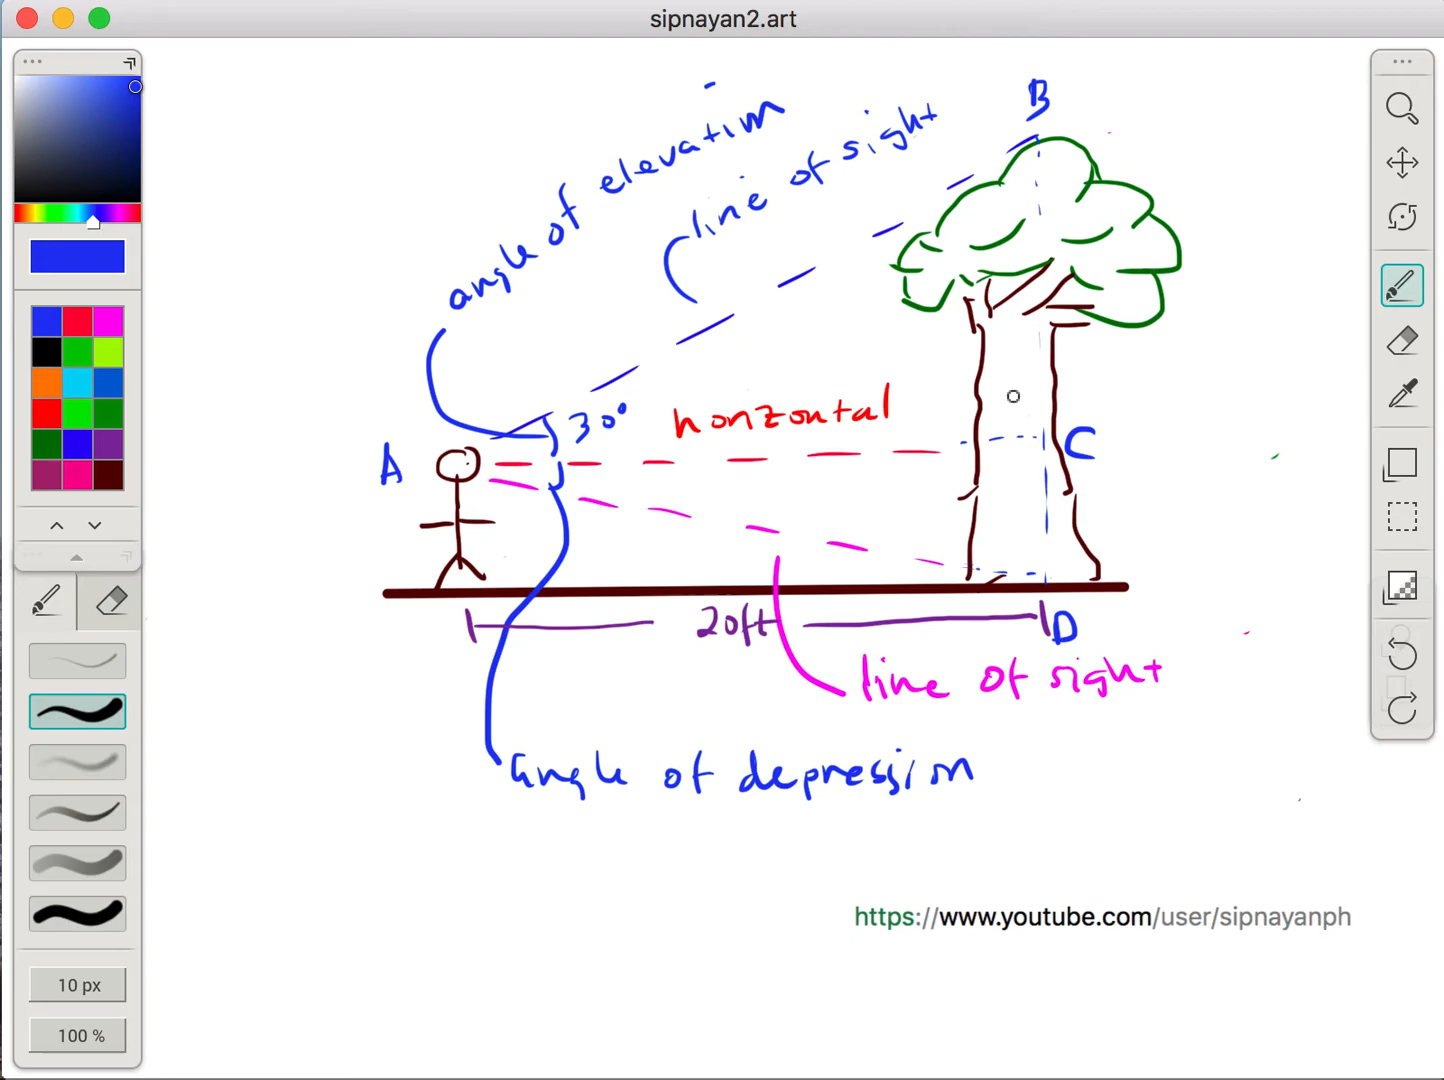 sipnayan2.art
B
angle of elevation
line of sight
30°
horizontal
A
C
20ft
D
line of sight
angle of depression
https://www.youtube.com/user/sipnayanph
10 px
100 %